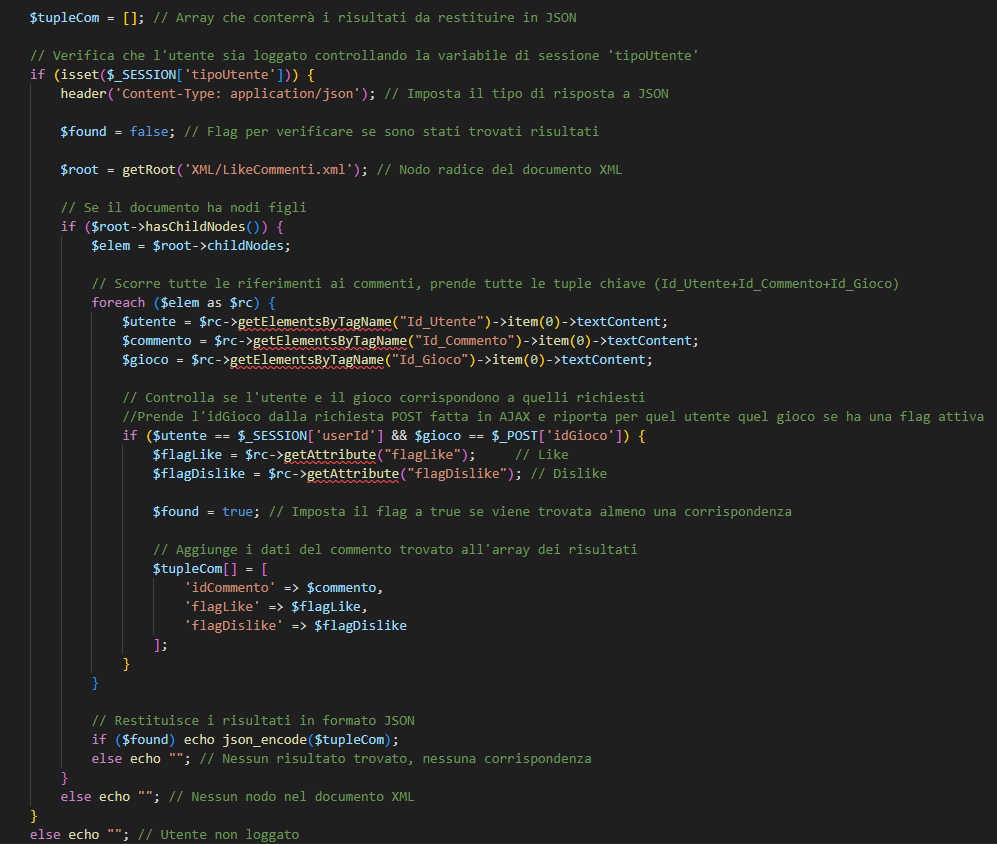 $tupleCom = []; // Array che conterrà i risultati da restituire in JSON
// Verifica che l'utente sia loggato controllando la variabile di sessione 'tipoUtente'
if (isset($_SESSION['tipoUtente'])) {
header('Content-Type: application/json'); // Imposta il tipo di risposta a JSON
$found = false; // Flag per verificare se sono stati trovati risultati
$root = getRoot('XML/LikeCommenti.xml'); // Nodo radice del documento XML
// Se il documento ha nodi figli
if ($root->hasChildNodes()) {
$elem = $root->childNodes;
// Scorre tutte le riferimenti ai commenti, prende tutte le tuple chiave (Id_Utente+Id_Commento+Id_Gioco)
foreach ($elem as $rc) {
$utente = $rc->getElementsByTagName("Id_Utente")->item(0)->textContent;
$commento = $rc->getElementsByTagName("Id_Commento")->item(0)->textContent;
$gioco = $rc->getElementsByTagName("Id_Gioco")->item(0)->textContent;
// Controlla se l'utente e il gioco corrispondono a quelli richiesti
//Prende l'idGioco dalla richiesta POST fatta in AJAX e riporta per quel utente quel gioco se ha una flag attiva
if ($utente == $_SESSION['userId'] && $gioco == $_POST['idGioco']) {
$flagLike = $rc->getAttribute("flagLike"); // Like
$flagDislike = $rc->getAttribute("flagDislike"); // Dislike
$found = true; // Imposta il flag a true se viene trovata almeno una corrispondenza
// Aggiunge i dati del commento trovato all'array dei risultati
$tupleCom[] = [
'idCommento' => $commento,
'flagLike' => $flagLike,
'flagDislike' => $flagDislike
];
}
}
// Restituisce i risultati in formato JSON
if ($found) echo json_encode($tupleCom);
else echo ""; // Nessun risultato trovato, nessuna corrispondenza
}
else echo ""; // Nessun nodo nel documento XML
}
else echo ""; // Utente non loggato